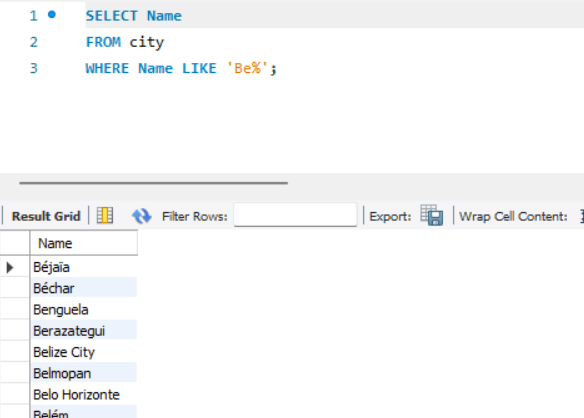 1 SELECT Name
2 FROM city
3 WHERE Name LIKE 'Be%';
Result Grid Filter Rows: Export: Wrap Cell Content:
Name
Béjaïa
Béchar
Benguela
Berazategui
Belize City
Belmopan
Belo Horizonte
Belém